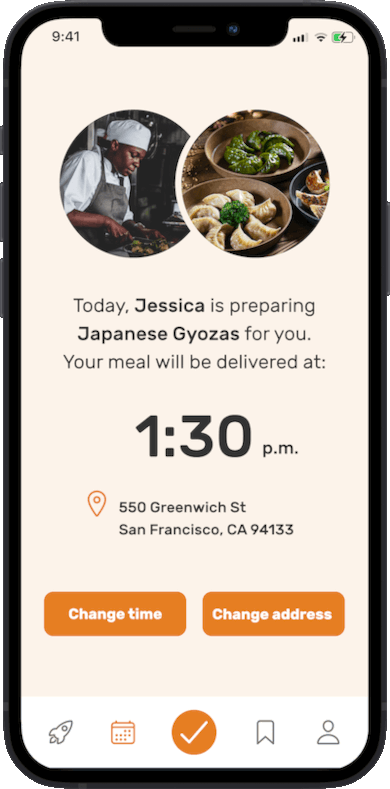 9:41
Today, Jessica is preparing
Japanese Gyozas for you.
Your meal will be delivered at:
1:30 p.m.
550 Greenwich St
San Francisco, CA 94133
Change time
Change address